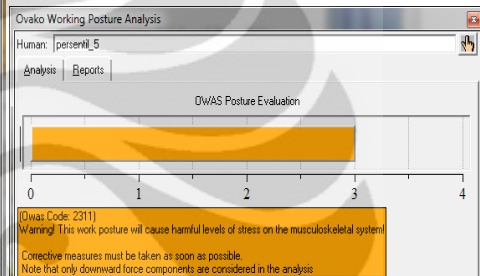 Ovako Working Posture Analysis
Human: persentil_5
Analysis Reports
OWAS Posture Evaluation
0 1 2 3 4
(Owas Code: 2311)
Warning! This work posture will cause harmful levels of stress on the musculoskeletal system!
Corrective measures must be taken as soon as possible.
Note that only downward force components are considered in the analysis